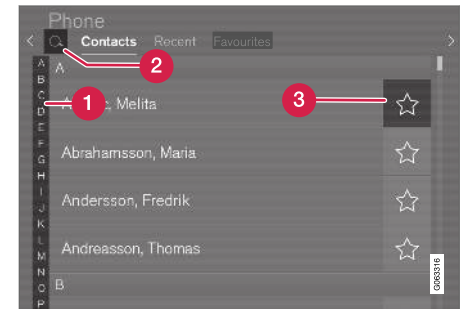 Phone
Contacts Recent Favourites
2
A
A
B
C
D
E
F
G
H
I
J
K
L
M
N
O
P
1
Melita
3
Abrahamsson, Maria
Andersson, Fredrik
Andreasson, Thomas
B
G063316